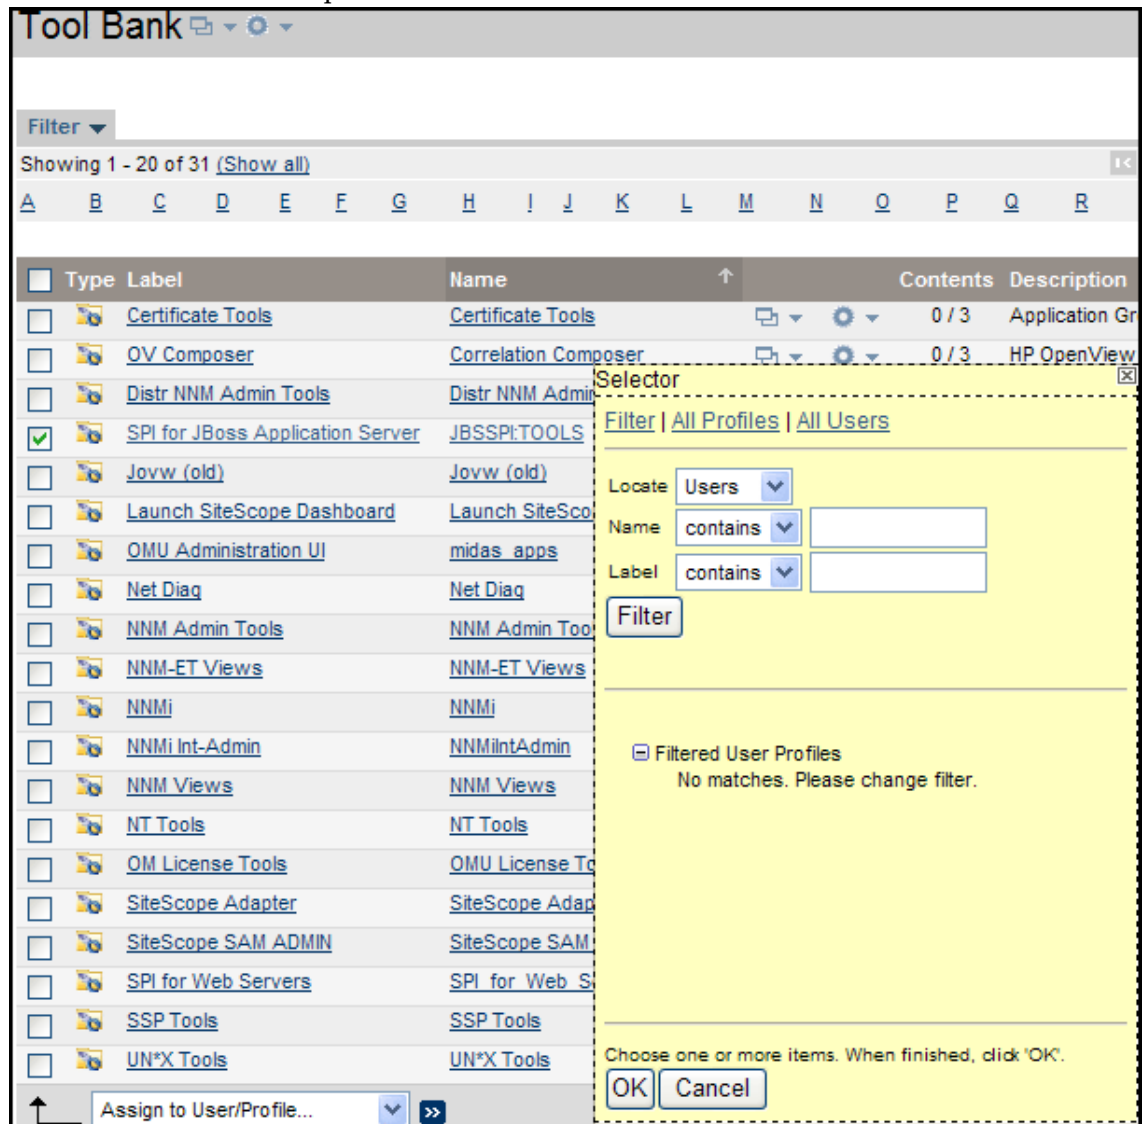 Tool Bank
Filter
Showing 1 - 20 of 31 (Show all)
A B C D E F G H I J K L M N O P Q R
Type Label Name Contents Description
Certificate Tools Certificate Tools 0 / 3 Application Gr
OV Composer Correlation Composer 0 / 3 HP OpenView
Distr NNM Admin Tools Distr NNM Admin
SPI for JBoss Application Server JBSSPI:TOOLS
Jovw (old) Jovw (old)
Launch SiteScope Dashboard Launch SiteSco
OMU Administration UI midas_apps
Net Diag Net Diag
NNM Admin Tools NNM Admin Too
NNM-ET Views NNM-ET Views
NNMi NNMi
NNMi Int-Admin NNMiIntAdmin
NNM Views NNM Views
NT Tools NT Tools
OM License Tools OMU License To
SiteScope Adapter SiteScope Adap
SiteScope SAM ADMIN SiteScope SAM
SPI for Web Servers SPI_for_Web_S
SSP Tools SSP Tools
UN*X Tools UN*X Tools
Assign to User/Profile...
Selector
Filter | All Profiles | All Users
Locate Users
Name contains
Label contains
Filter
Filtered User Profiles
No matches. Please change filter.
Choose one or more items. When finished, click 'OK'.
OK Cancel